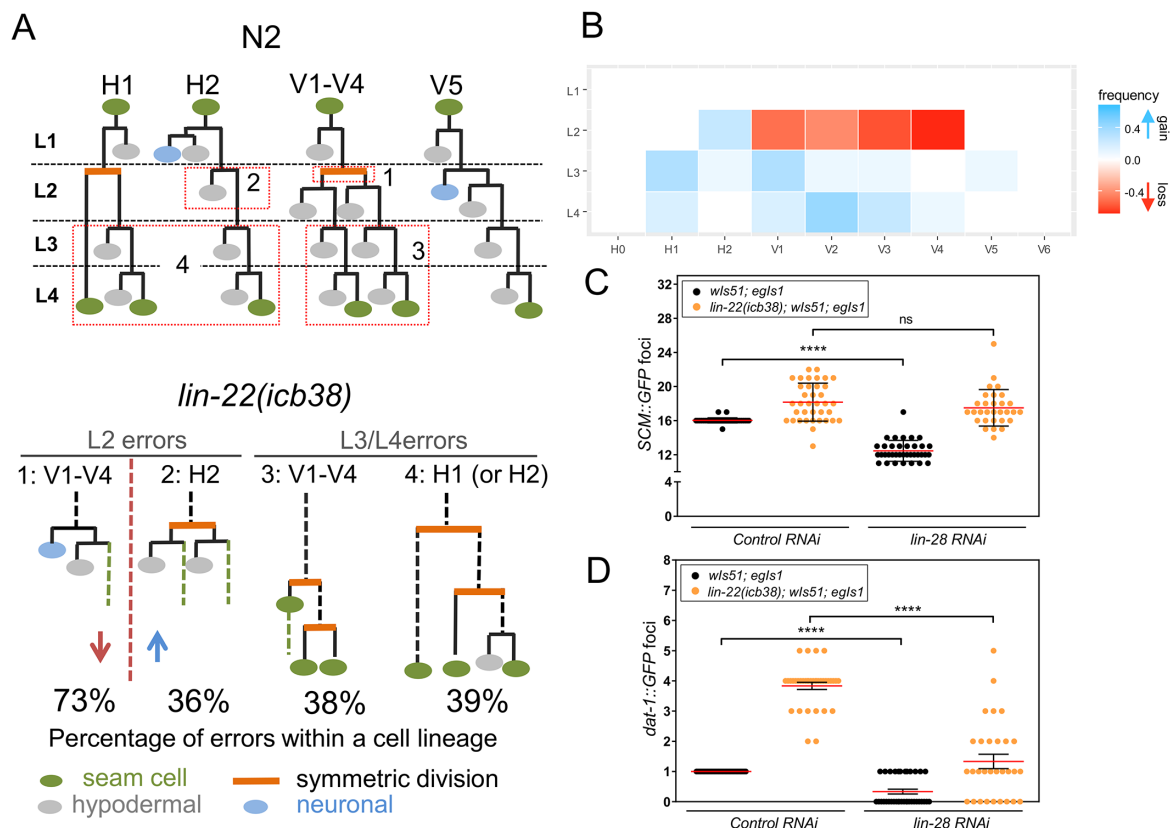 A
N2
H1 H2 V1-V4 V5
L1
L2
2
1
L3
4
3
L4
lin-22(icb38)
L2 errors
L3/L4errors
1: V1-V4
2: H2
3: V1-V4
4: H1 (or H2)
73%
36%
38%
39%
Percentage of errors within a cell lineage
seam cell
symmetric division
hypodermal
neuronal
B
L1
L2
L3
L4
H0 H1 H2 V1 V2 V3 V4 V5 V6
frequency
0.4
0.0
-0.4
gain
loss
C
wIs51; egIs1
lin-22(icb38); wIs51; egIs1
SCM::GFP foci
32
28
24
20
16
12
4
0
ns
****
Control RNAi
lin-28 RNAi
D
wIs51; egIs1
lin-22(icb38); wIs51; egIs1
dat-1::GFP foci
8
7
6
5
4
3
2
1
0
****
****
Control RNAi
lin-28 RNAi